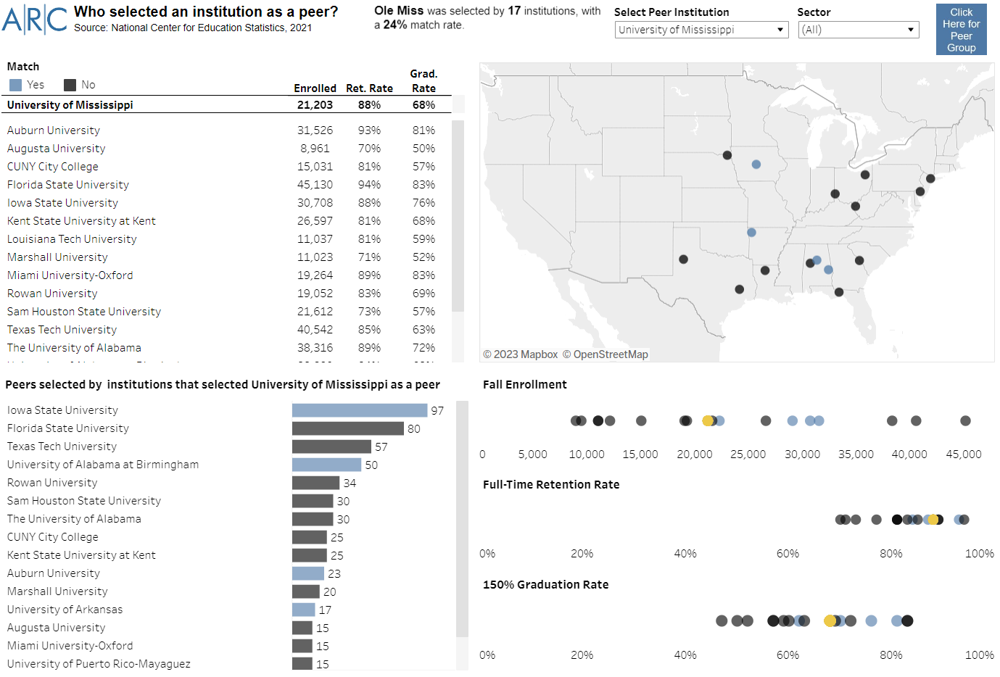 ARC
Who selected an institution as a peer?
Source: National Center for Education Statistics, 2021
Ole Miss was selected by 17 institutions, with
a 24% match rate.
Select Peer Institution
University of Mississippi
Sector
(All)
Click
Here for
Peer
Group
Match
Yes No
Enrolled Ret. Rate Grad. Rate
University of Mississippi 21,203 88% 68%
Auburn University 31,526 93% 81%
Augusta University 8,961 70% 50%
CUNY City College 15,031 81% 57%
Florida State University 45,130 94% 83%
Iowa State University 30,708 88% 76%
Kent State University at Kent 26,597 81% 68%
Louisiana Tech University 11,037 81% 59%
Marshall University 11,023 71% 52%
Miami University-Oxford 19,264 89% 83%
Rowan University 19,052 83% 69%
Sam Houston State University 21,612 73% 57%
Texas Tech University 40,542 85% 63%
The University of Alabama 38,316 89% 72%
© 2023 Mapbox © OpenStreetMap
Peers selected by institutions that selected University of Mississippi as a peer
Iowa State University 97
Florida State University 80
Texas Tech University 57
University of Alabama at Birmingham 50
Rowan University 34
Sam Houston State University 30
The University of Alabama 30
CUNY City College 25
Kent State University at Kent 25
Auburn University 23
Marshall University 20
University of Arkansas 17
Augusta University 15
Miami University-Oxford 15
University of Puerto Rico-Mayaguez 15
Fall Enrollment
0 5,000 10,000 15,000 20,000 25,000 30,000 35,000 40,000 45,000
Full-Time Retention Rate
0% 20% 40% 60% 80% 100%
150% Graduation Rate
0% 20% 40% 60% 80% 100%